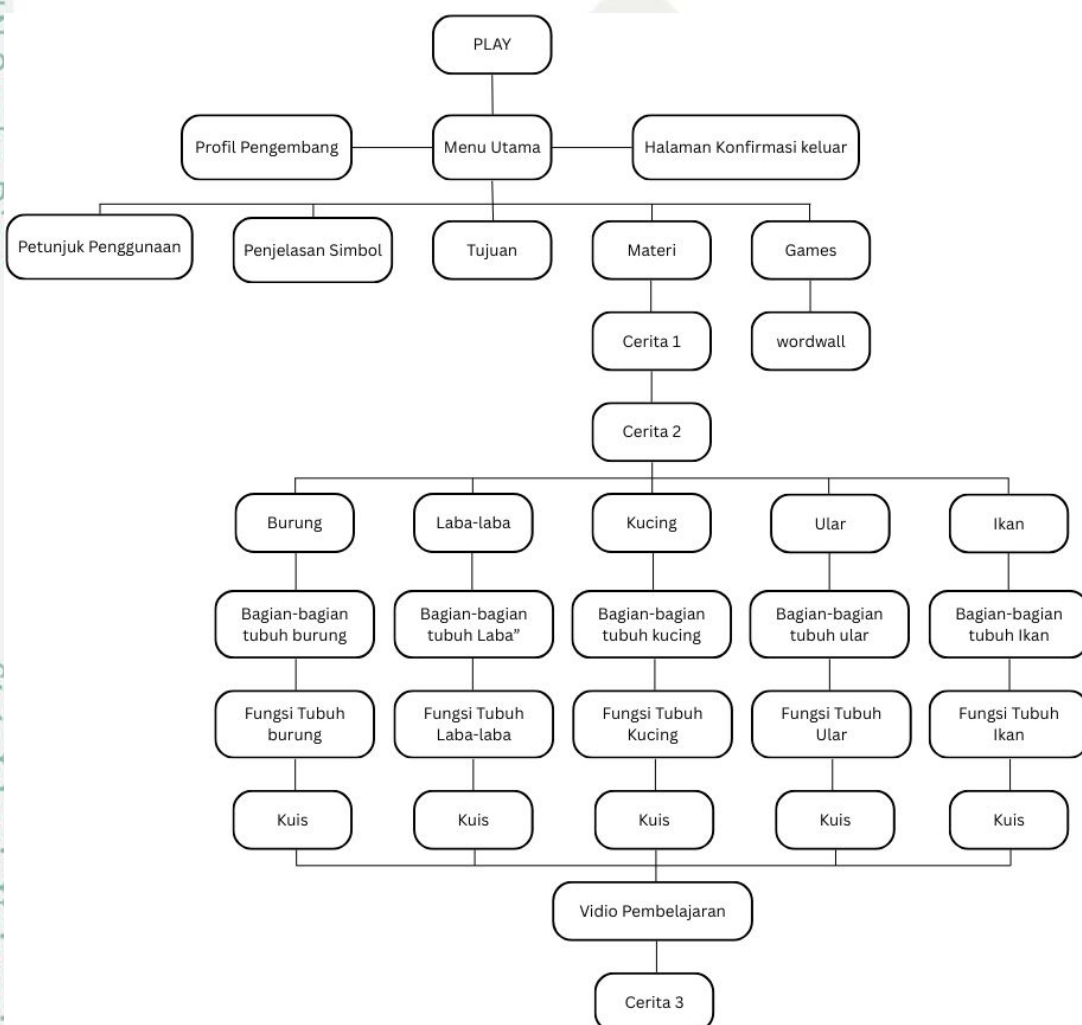 PLAY
Profil Pengembang
Menu Utama
Halaman Konfirmasi keluar
Petunjuk Penggunaan
Penjelasan Simbol
Tujuan
Materi
Games
Cerita 1
wordwall
Cerita 2
Burung
Laba-laba
Kucing
Ular
Ikan
Bagian-bagian
tubuh burung
Bagian-bagian
tubuh Laba”
Bagian-bagian
tubuh kucing
Bagian-bagian
tubuh ular
Bagian-bagian
tubuh Ikan
Fungsi Tubuh
burung
Fungsi Tubuh
Laba-laba
Fungsi Tubuh
Kucing
Fungsi Tubuh
Ular
Fungsi Tubuh
Ikan
Kuis
Kuis
Kuis
Kuis
Kuis
Vidio Pembelajaran
Cerita 3